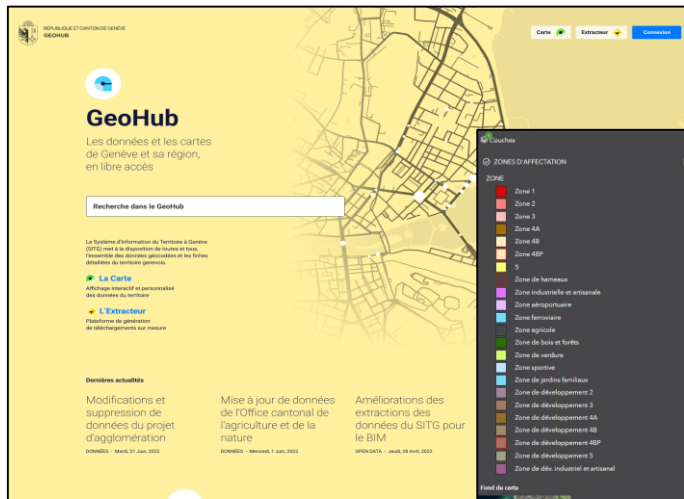 RÉPUBLIQUE ET CANTON DE GENÈVE
GEOHUB
Carte
Extracteur
Connexion
GeoHub
Les données et les cartes
de Genève et sa région,
en libre accès
Recherche dans le GeoHub
Le Système d'Information du Territoire à Genève
(SITG) met à la disposition de toutes et tous,
l'ensemble des données géocodées et les fiches
détaillées du territoire genevois.
La Carte
Affichage interactif et personnalisé
des données du territoire
L'Extracteur
Plateforme de génération
de téléchargements sur mesure
Dernières actualités
Modifications et
suppression de
données du projet
d'agglomération
DONNÉES - Mardi, 21 Juin, 2022
Mise à jour de données
de l'Office cantonal de
l'agriculture et de la
nature
DONNÉES - Mercredi, 1 Juin, 2022
Améliorations des
extractions des
données du SITG pour
le BIM
OPEN DATA - Jeudi, 28 Avril, 2022
Couches
ZONES D'AFFECTATION
ZONE
Zone 1
Zone 2
Zone 3
Zone 4A
Zone 4B
Zone 4BP
5
Zone de hameaux
Zone industrielle et artisanale
Zone aéroportuaire
Zone ferroviaire
Zone agricole
Zone de bois et forêts
Zone de verdure
Zone sportive
Zone de jardins familiaux
Zone de développement 2
Zone de développement 3
Zone de développement 4A
Zone de développement 4B
Zone de développement 4BP
Zone de développement 5
Zone de dév. industriel et artisanal
Fond de carte